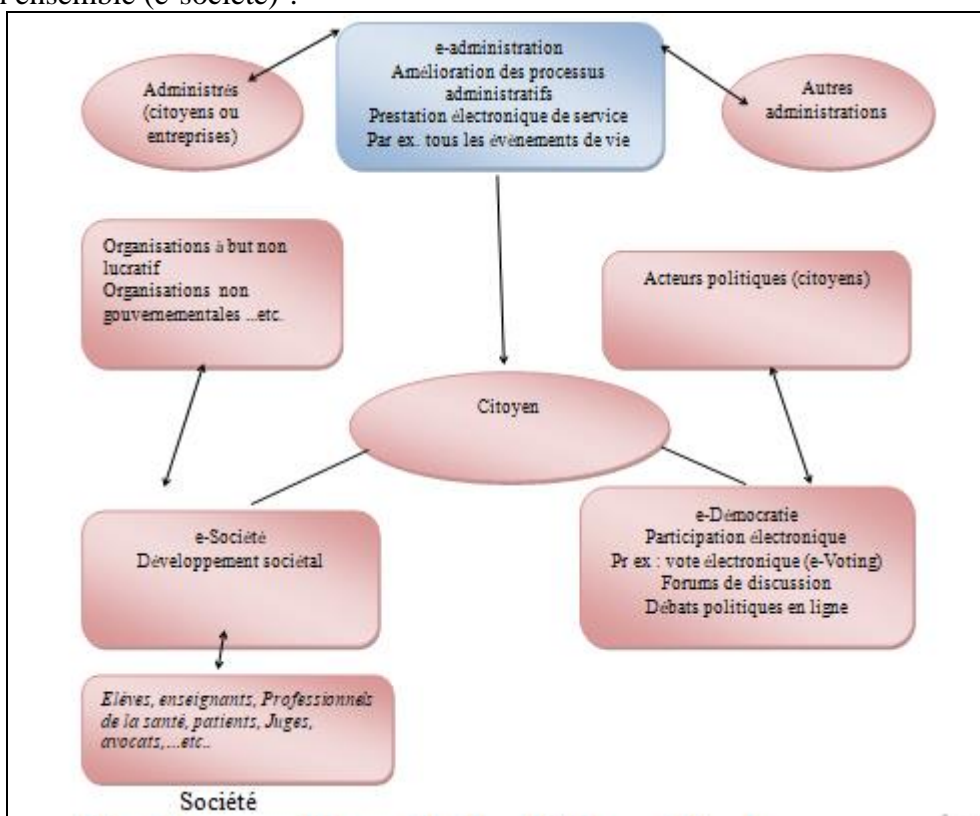 l'ensemble (e-société) :
e-administration
Amélioration des processus
administratifs
Prestation électronique de service
Par ex. tous les évènements de vie
Administrés
(citoyens ou
entreprises)
Autres
administrations
Organisations à but non
lucratif
Organisations non
gouvernementales ...etc.
Acteurs politiques (citoyens)
Citoyen
e-Société
Développement sociétal
e-Démocratie
Participation électronique
Pr ex : vote électronique (e-Voting)
Forums de discussion
Débats politiques en ligne
Elèves, enseignants, Professionnels
de la santé, patients, Juges,
avocats,...etc..
Société